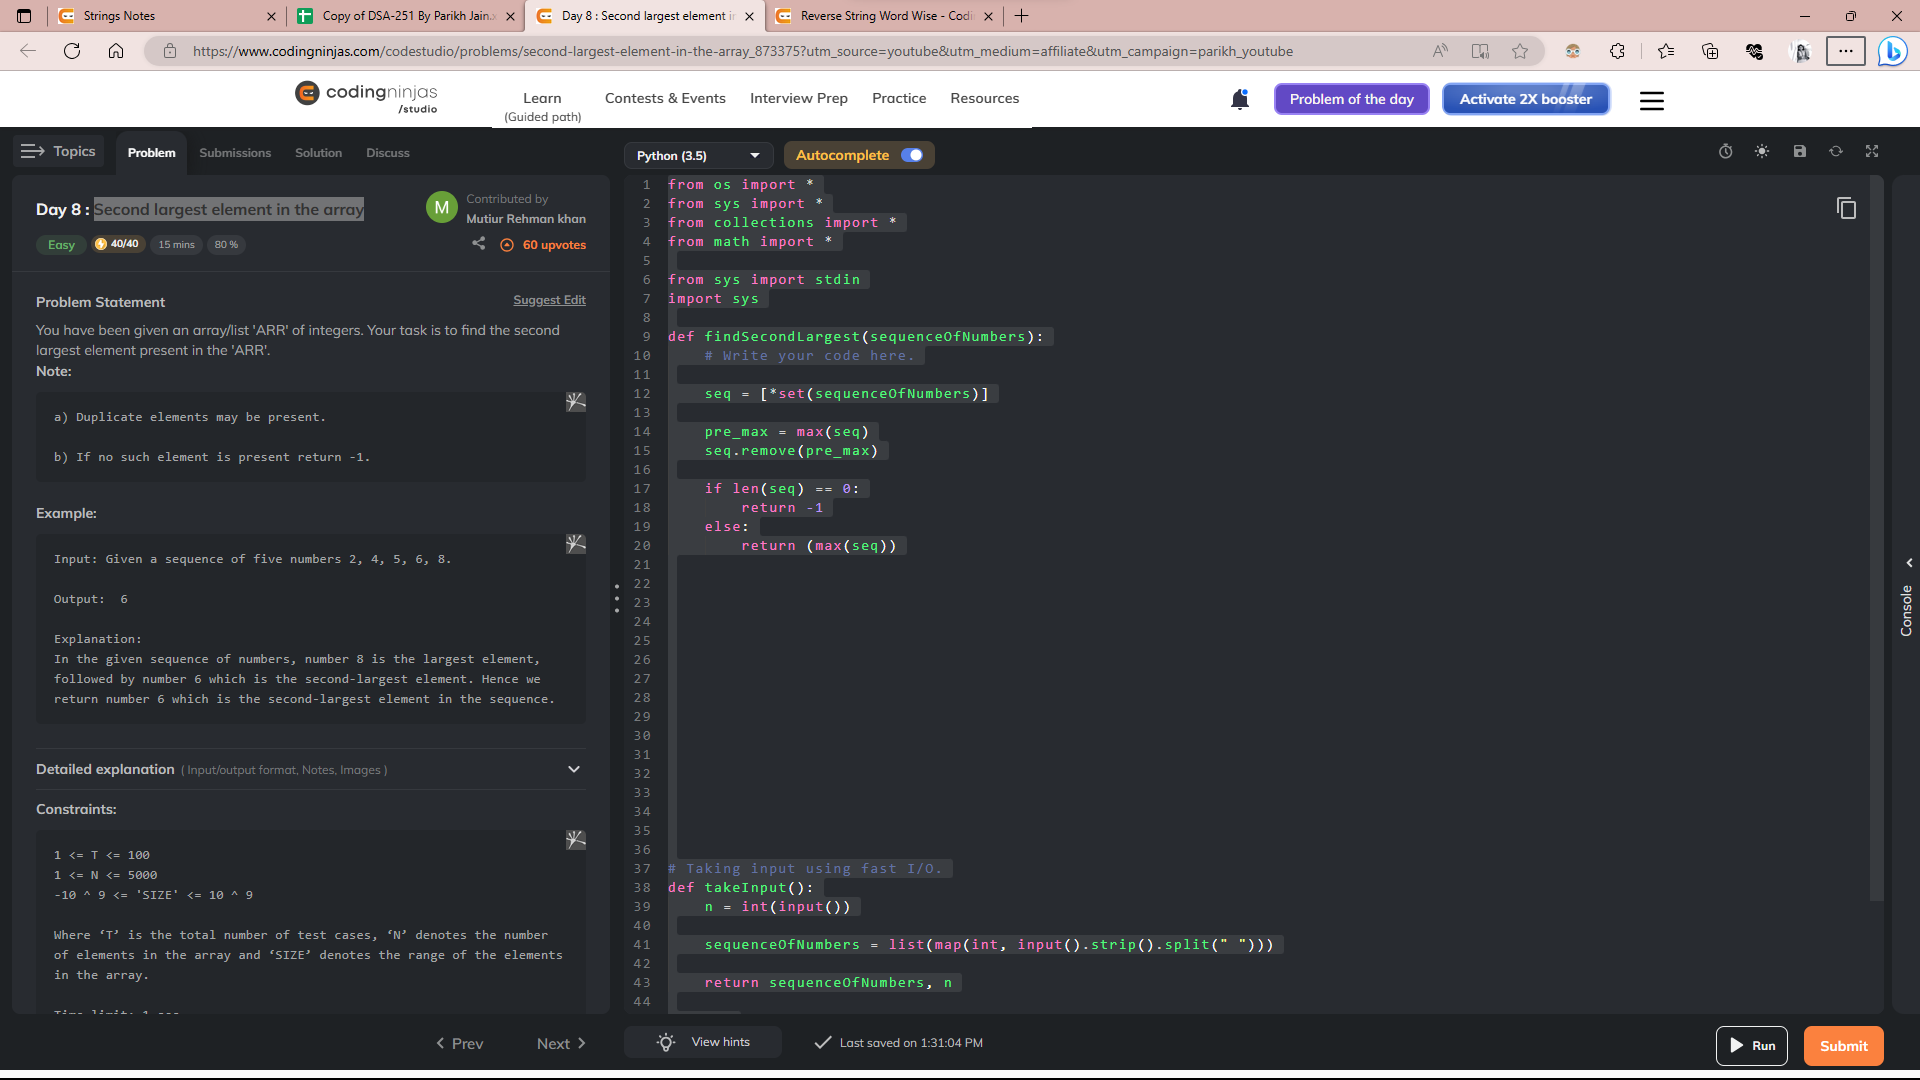 Strings Notes
Copy of DSA-251 By Parikh Jain.x
Day 8 : Second largest element in
Reverse String Word Wise - Codi
https://www.codingninjas.com/codestudio/problems/second-largest-element-in-the-array_873375?utm_source=youtube&utm_medium=affiliate&utm_campaign=parikh_youtube
codingninjas
/studio
Learn
(Guided path)
Contests & Events
Interview Prep
Practice
Resources
Problem of the day
Activate 2X booster
Topics
Problem
Submissions
Solution
Discuss
Day 8 : Second largest element in the array
M
Contributed by
Mutiur Rehman khan
Easy
40/40
15 mins
80 %
60 upvotes
Problem Statement
Suggest Edit
You have been given an array/list 'ARR' of integers. Your task is to find the second
largest element present in the 'ARR'.
Note:
a) Duplicate elements may be present.
b) If no such element is present return -1.
Example:
Input: Given a sequence of five numbers 2, 4, 5, 6, 8.
Output:  6
Explanation:
In the given sequence of numbers, number 8 is the largest element,
followed by number 6 which is the second-largest element. Hence we
return number 6 which is the second-largest element in the sequence.
Detailed explanation ( Input/output format, Notes, Images )
Constraints:
1 <= T <= 100
1 <= N <= 5000
-10 ^ 9 <= 'SIZE' <= 10 ^ 9
Where ‘T’ is the total number of test cases, ‘N’ denotes the number
of elements in the array and ‘SIZE’ denotes the range of the elements
in the array.
Time limit: 1 sec
Prev
Next
Python (3.5)
Autocomplete
1 from os import *
2 from sys import *
3 from collections import *
4 from math import *
5
6 from sys import stdin
7 import sys
8
9 def findSecondLargest(sequenceOfNumbers):
10     # Write your code here.
11
12     seq = [*set(sequenceOfNumbers)]
13
14     pre_max = max(seq)
15     seq.remove(pre_max)
16
17     if len(seq) == 0:
18         return -1
19     else:
20         return (max(seq))
21
22
23
24
25
26
27
28
29
30
31
32
33
34
35
36
37 # Taking input using fast I/O.
38 def takeInput():
39     n = int(input())
40
41     sequenceOfNumbers = list(map(int, input().strip().split(" ")))
42
43     return sequenceOfNumbers, n
44
Console
View hints
Last saved on 1:31:04 PM
Run
Submit